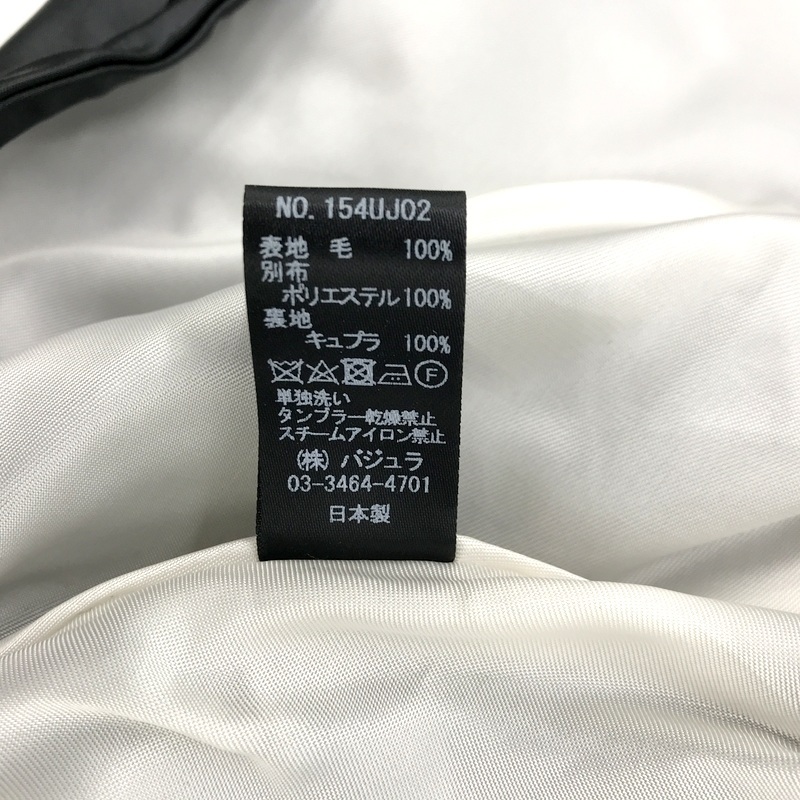 NO. 154UJ02
表地 毛 100%
別布
ポリエステル100%
裏地
キュプラ 100%
F
単独洗い
タンブラー乾燥禁止
スチームアイロン禁止
(株) バジュラ
03-3464-4701
日本製